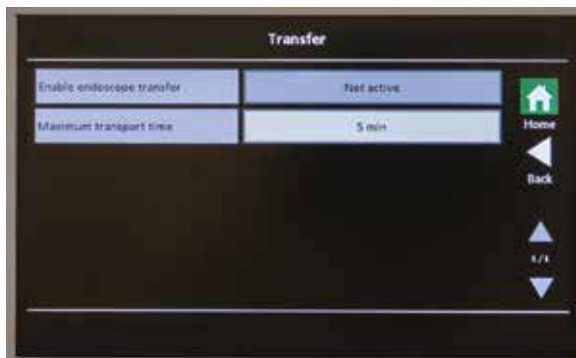 Transfer
Enable endoscope transfer
Not active
Maximum transport time
5 min
Home
Back
1/1